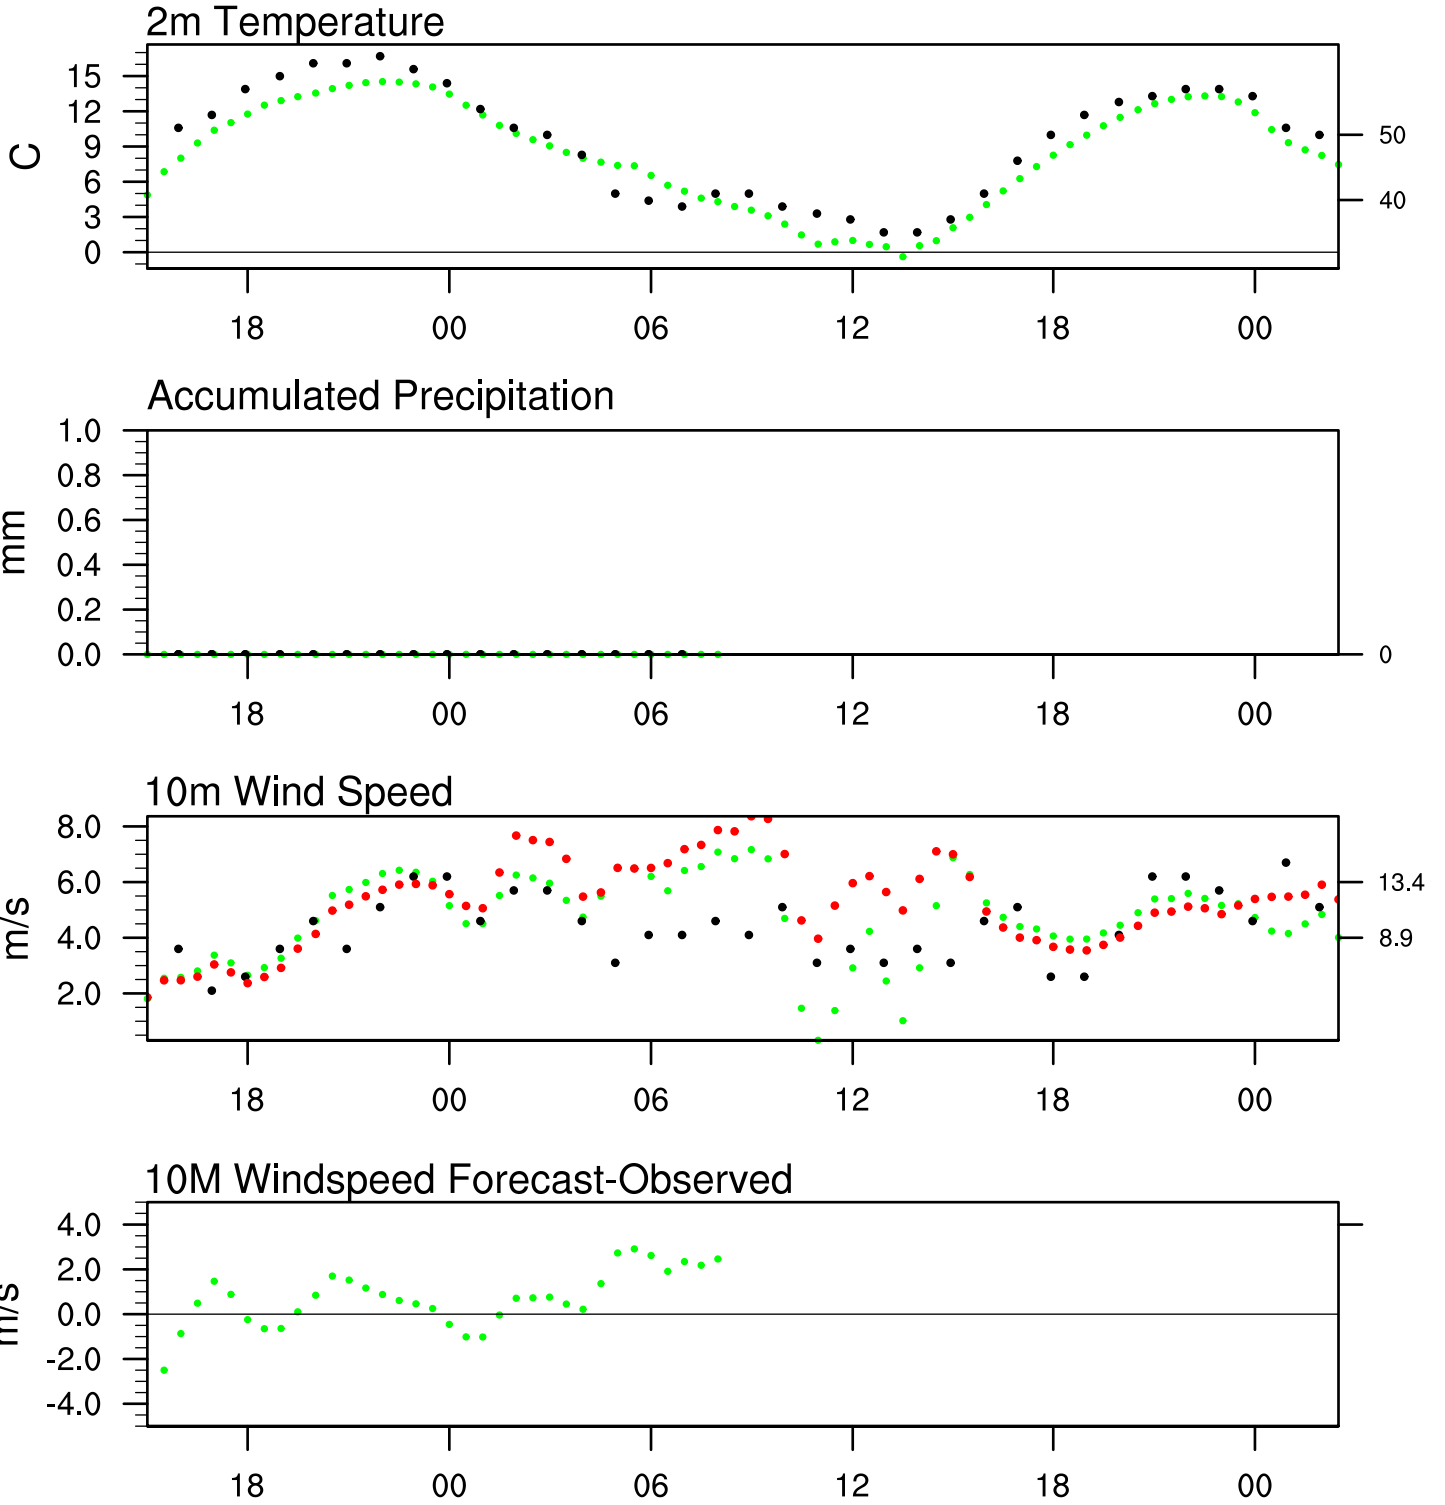 2m Temperature
15
12
9
6
3
0
C
50
40
18 00 06 12 18 00
Accumulated Precipitation
1.0
0.8
0.6
0.4
0.2
0.0
mm
0
18 00 06 12 18 00
10m Wind Speed
8.0
6.0
4.0
2.0
m/s
13.4
8.9
18 00 06 12 18 00
10M Windspeed Forecast-Observed
4.0
2.0
0.0
-2.0
-4.0
m/s
18 00 06 12 18 00